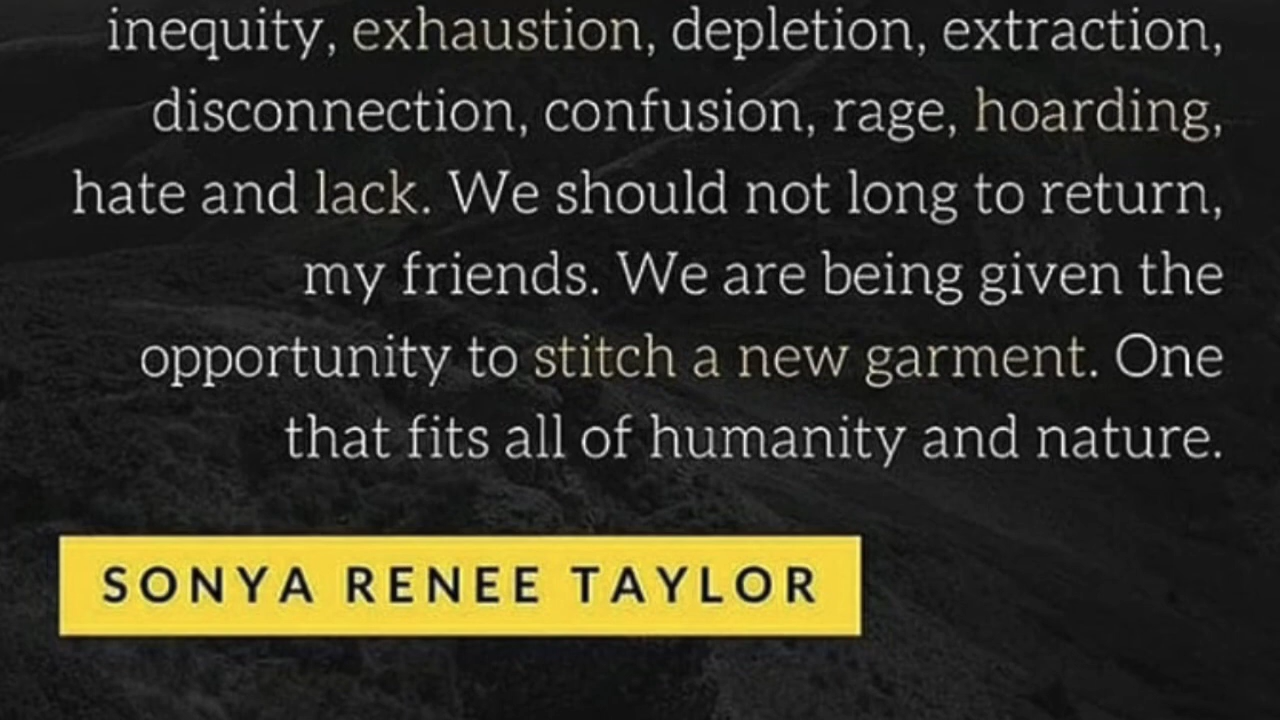 inequity, exhaustion, depletion, extraction,
disconnection, confusion, rage, hoarding,
hate and lack. We should not long to return,
my friends. We are being given the
opportunity to stitch a new garment. One
that fits all of humanity and nature.
SONYA RENEE TAYLOR